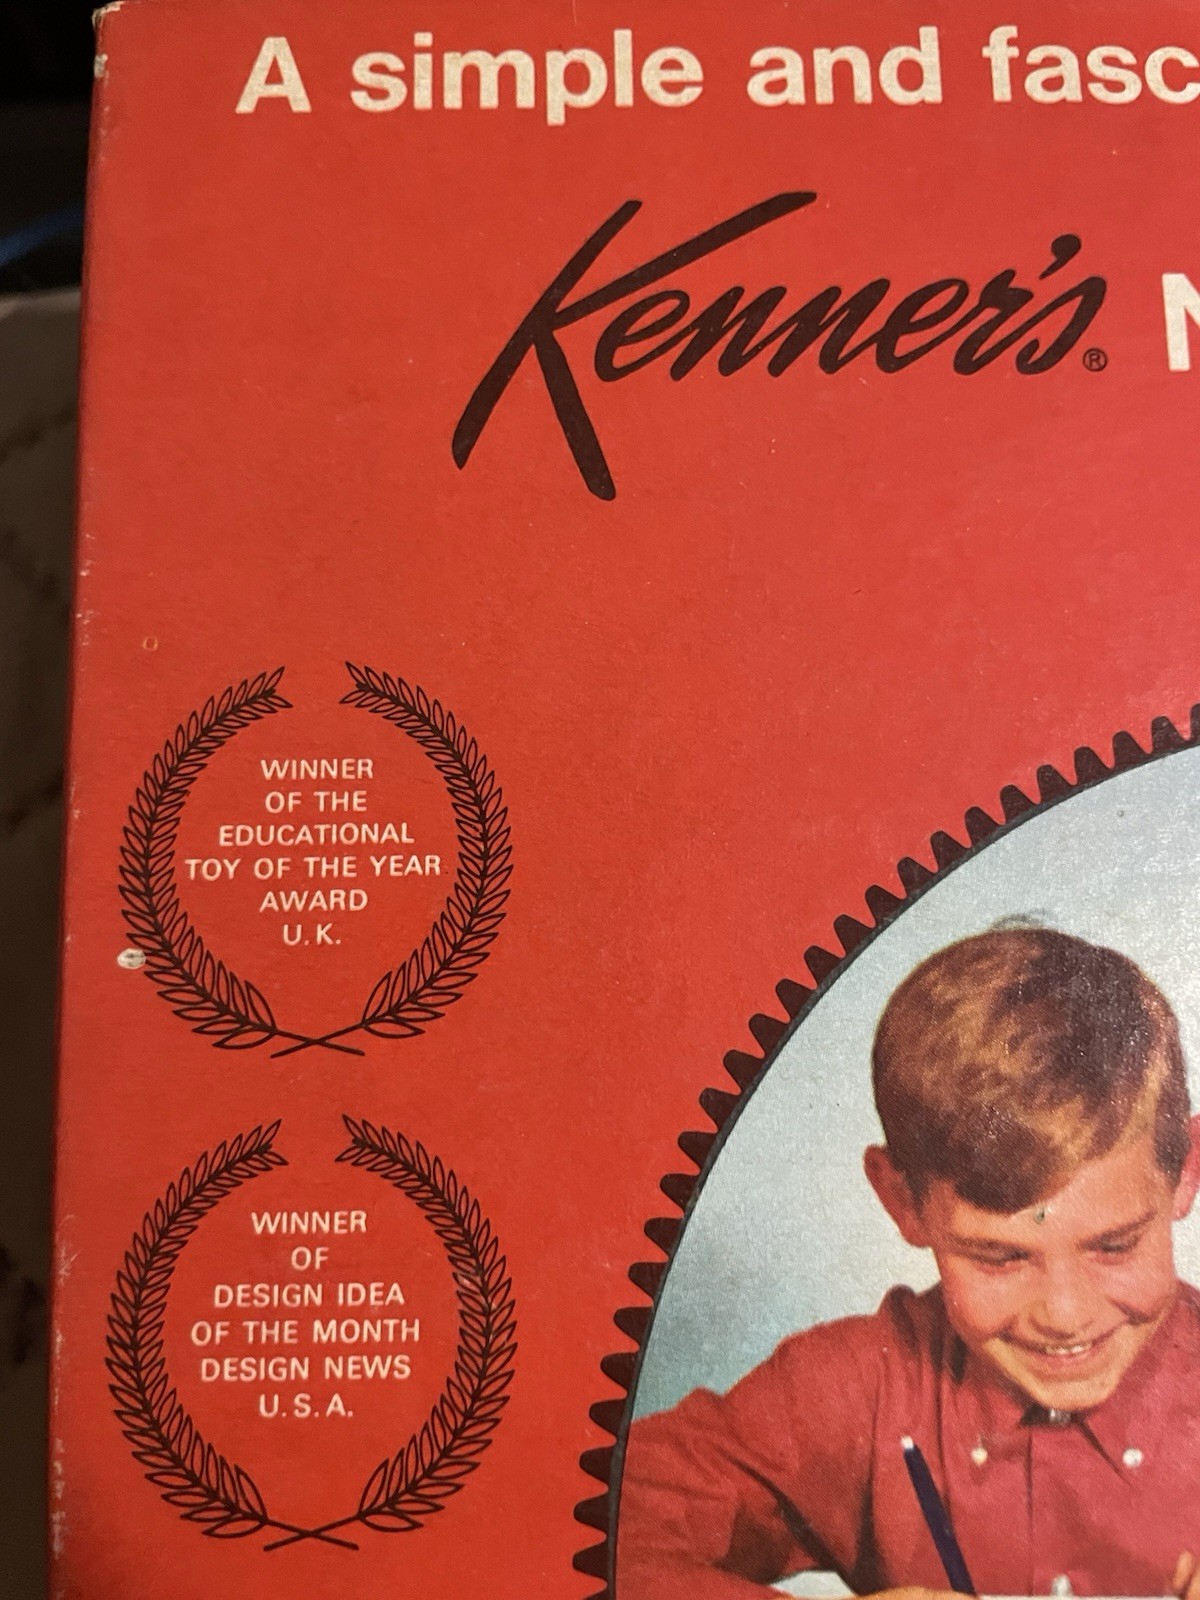 A simple and fasc
Kenner's® N
WINNER
OF THE
EDUCATIONAL
TOY OF THE YEAR
AWARD
U.K.
WINNER
OF
DESIGN IDEA
OF THE MONTH
DESIGN NEWS
U.S.A.